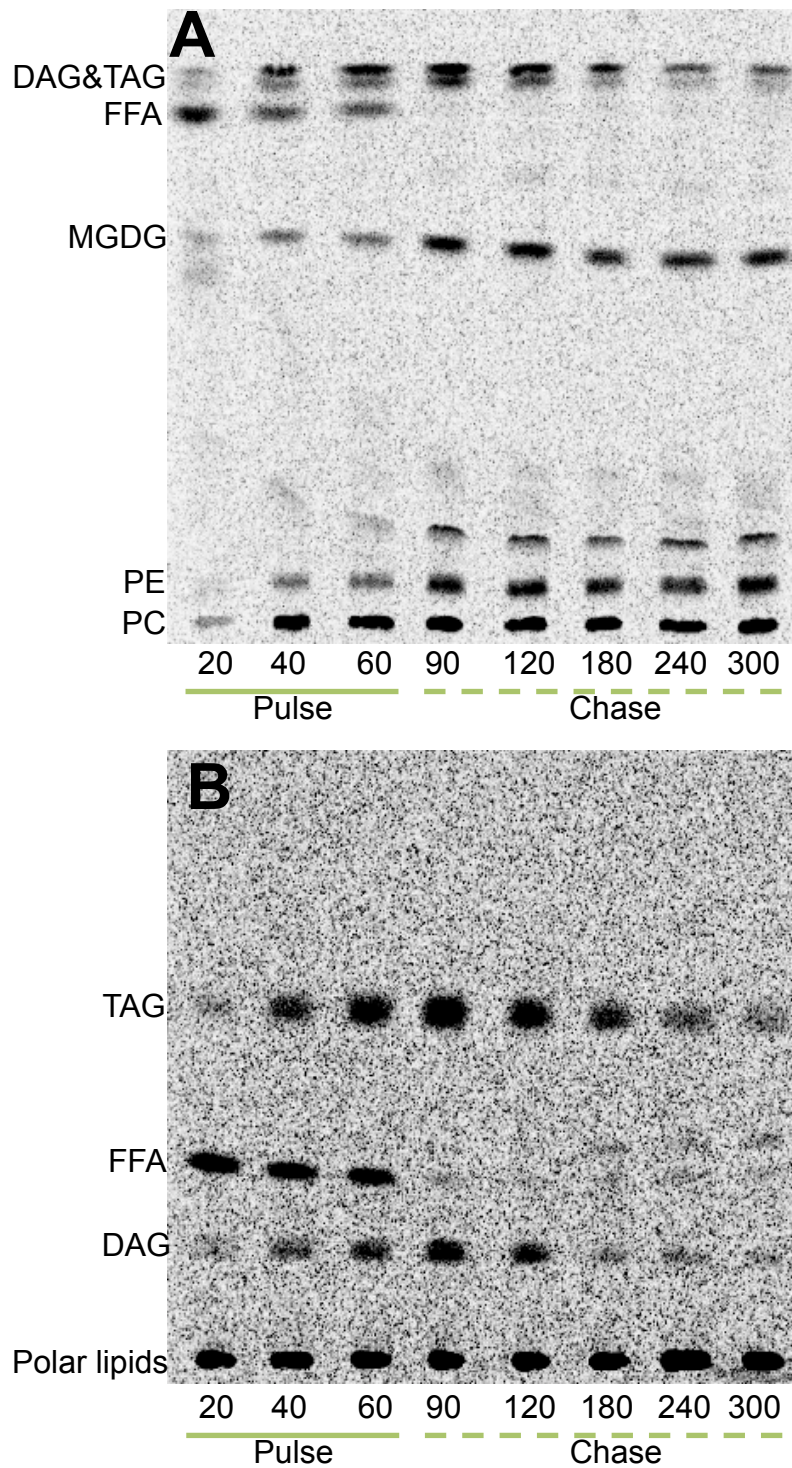 A
DAG&TAG
FFA
MGDG
PE
PC
20 40 60 90 120 180 240 300
Pulse Chase
B
TAG
FFA
DAG
Polar lipids
20 40 60 90 120 180 240 300
Pulse Chase